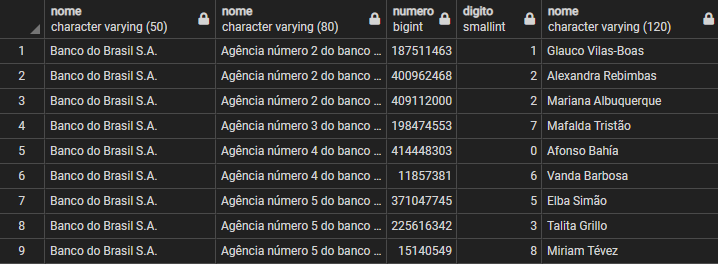 nome nome numero digito nome
character varying (50) character varying (80) bigint smallint character varying (120)
1 Banco do Brasil S.A. Agência número 2 do banco ... 187511463 1 Glauco Vilas-Boas
2 Banco do Brasil S.A. Agência número 2 do banco ... 400962468 2 Alexandra Rebimbas
3 Banco do Brasil S.A. Agência número 2 do banco ... 409112000 2 Mariana Albuquerque
4 Banco do Brasil S.A. Agência número 3 do banco ... 198474553 7 Mafalda Tristão
5 Banco do Brasil S.A. Agência número 4 do banco ... 414448303 0 Afonso Bahía
6 Banco do Brasil S.A. Agência número 4 do banco ... 11857381 6 Vanda Barbosa
7 Banco do Brasil S.A. Agência número 5 do banco ... 371047745 5 Elba Simão
8 Banco do Brasil S.A. Agência número 5 do banco ... 225616342 3 Talita Grillo
9 Banco do Brasil S.A. Agência número 5 do banco ... 15140549 8 Miriam Tévez